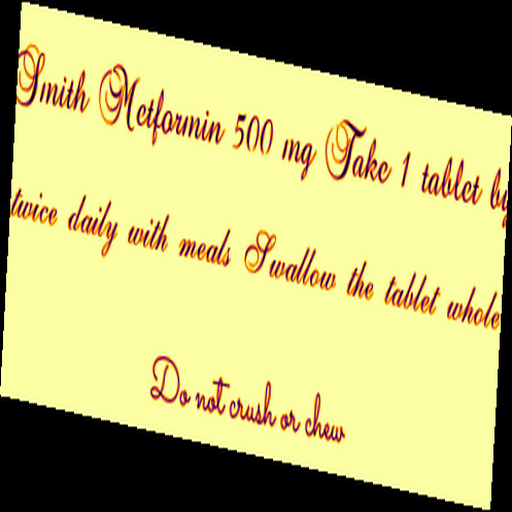 Smith Metformin 500 mg Take 1 tablet by
twice daily with meals Swallow the tablet whole
Do not crush or chew